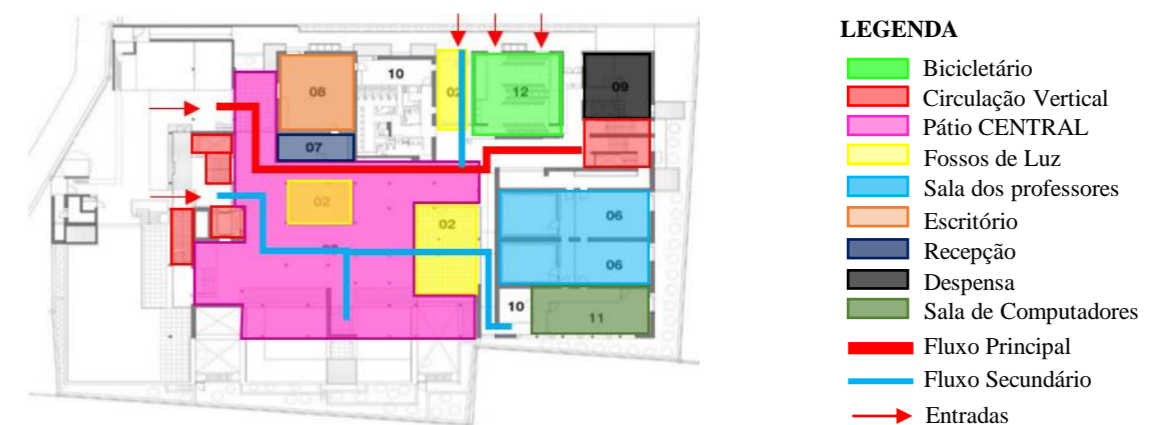 08
10
02
12
09
07
02
02
06
06
10
11
LEGENDA
Bicicletário
Circulação Vertical
Pátio CENTRAL
Fossos de Luz
Sala dos professores
Escritório
Recepção
Despensa
Sala de Computadores
Fluxo Principal
Fluxo Secundário
Entradas